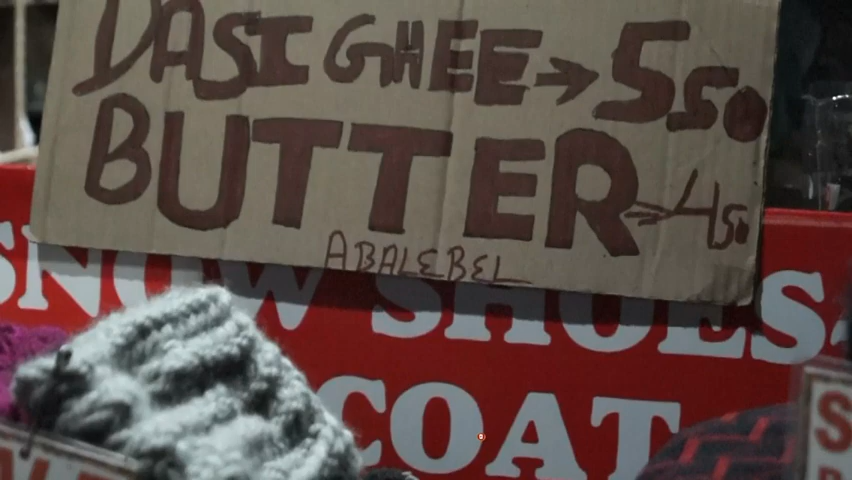 DASI GHEE → 550
BUTTER → 450
ABALEBEL
SNOW SHOES
COAT